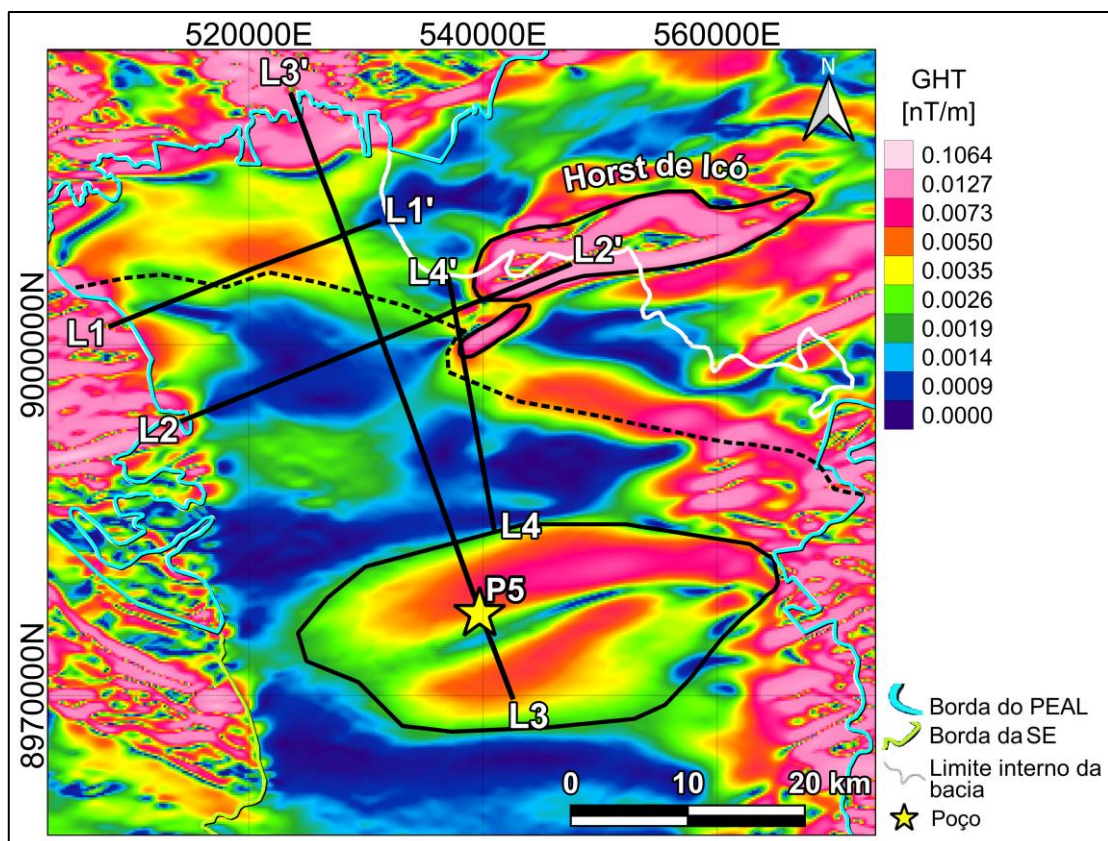 520000E 540000E 560000E
GHT
[nT/m]
0.1064
0.0127
0.0073
0.0050
0.0035
0.0026
0.0019
0.0014
0.0009
0.0000
N
L3'
Horst de Icó
L1'
L2'
L4'
L1
L2
L4
P5
L3
9000000N
8970000N
0 10 20 km
Borda do PEAL
Borda da SE
Limite interno da
bacia
Poço